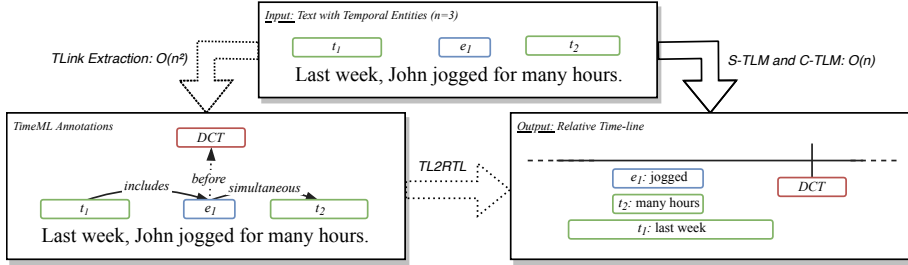 Input: Text with Temporal Entities (n=3)
t1 e1 t2
Last week, John jogged for many hours.
TLink Extraction: O(n²)
S-TLM and C-TLM: O(n)
TimeML Annotations
DCT
includes before simultaneous
t1 e1 t2
Last week, John jogged for many hours.
TL2RTL
Output: Relative Time-line
DCT
e1: jogged
t2: many hours
t1: last week